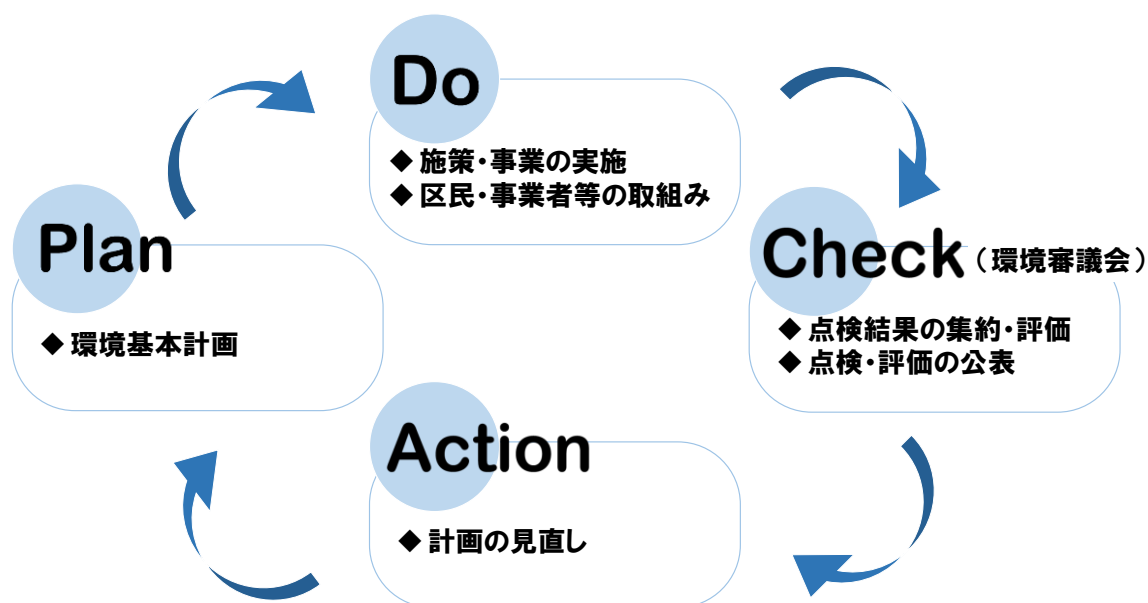 Do
◆ 施策・事業の実施
◆ 区民・事業者等の取組み
Plan
◆ 環境基本計画
Check（環境審議会）
◆ 点検結果の集約・評価
◆ 点検・評価の公表
Action
◆ 計画の見直し